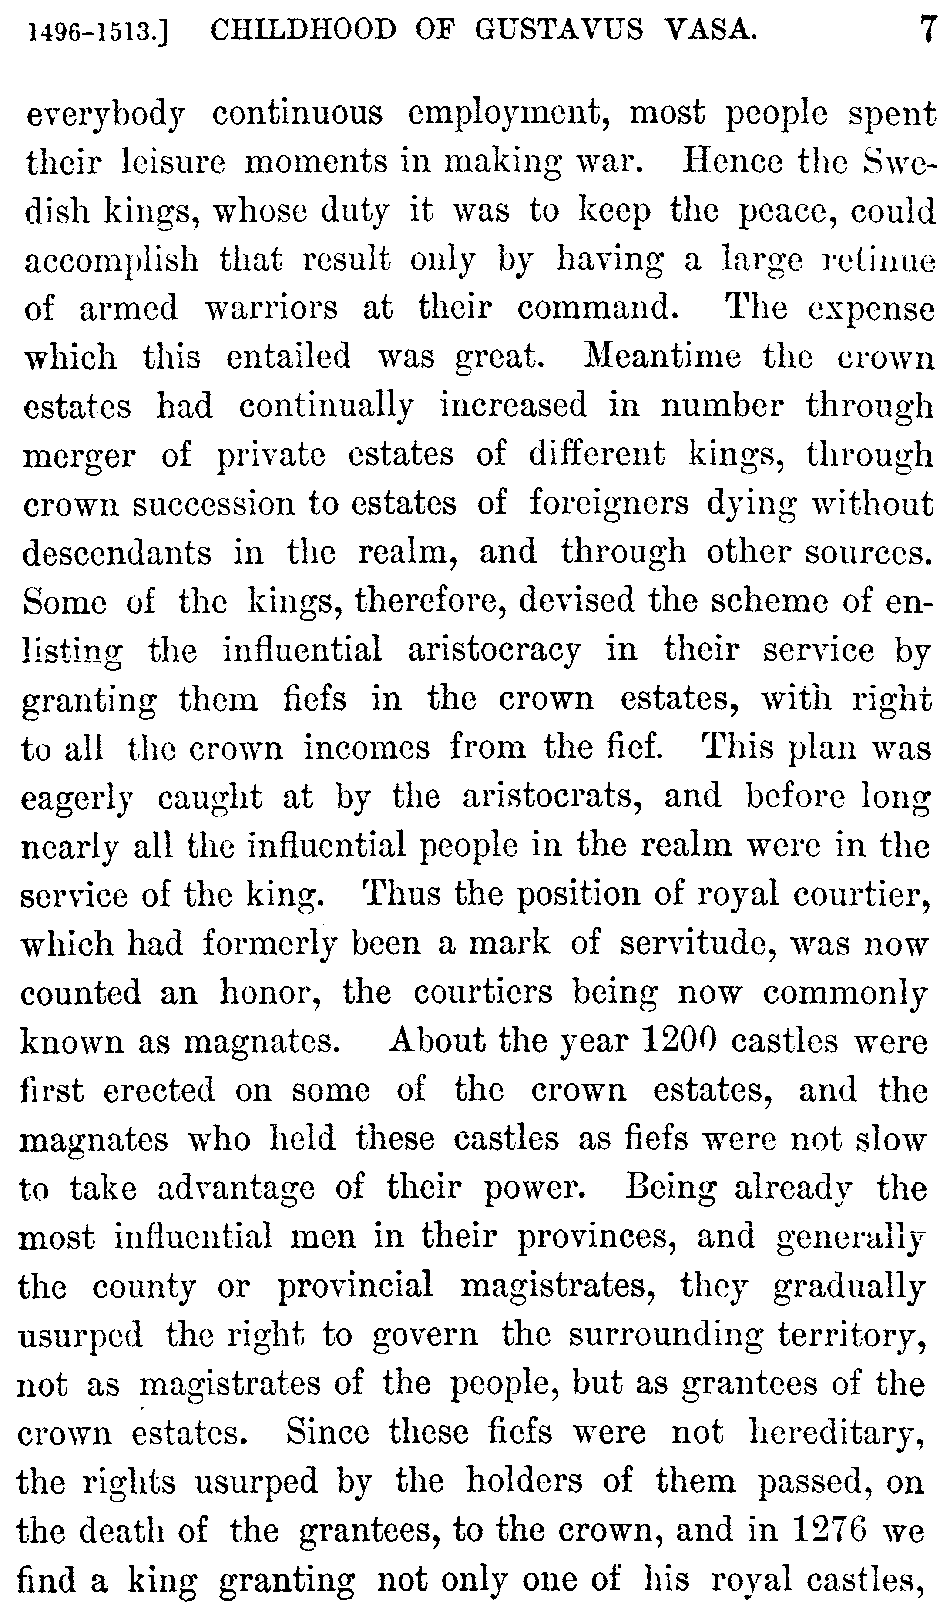 1496-1513.] CHILDHOOD OF GUSTAVUS VASA. 7
everybody continuous employment, most people spent
their leisure moments in making war. Hence the Swe-
dish kings, whose duty it was to keep the peace, could
accomplish that result only by having a large retinue
of armed warriors at their command. The expense
which this entailed was great. Meantime the crown
estates had continually increased in number through
merger of private estates of different kings, through
crown succession to estates of foreigners dying without
descendants in the realm, and through other sources.
Some of the kings, therefore, devised the scheme of en-
listing the influential aristocracy in their service by
granting them fiefs in the crown estates, with right
to all the crown incomes from the fief. This plan was
eagerly caught at by the aristocrats, and before long
nearly all the influential people in the realm were in the
service of the king. Thus the position of royal courtier,
which had formerly been a mark of servitude, was now
counted an honor, the courtiers being now commonly
known as magnates. About the year 1200 castles were
first erected on some of the crown estates, and the
magnates who held these castles as fiefs were not slow
to take advantage of their power. Being already the
most influential men in their provinces, and generally
the county or provincial magistrates, they gradually
usurped the right to govern the surrounding territory,
not as magistrates of the people, but as grantees of the
crown estates. Since these fiefs were not hereditary,
the rights usurped by the holders of them passed, on
the death of the grantees, to the crown, and in 1276 we
find a king granting not only one of his royal castles,